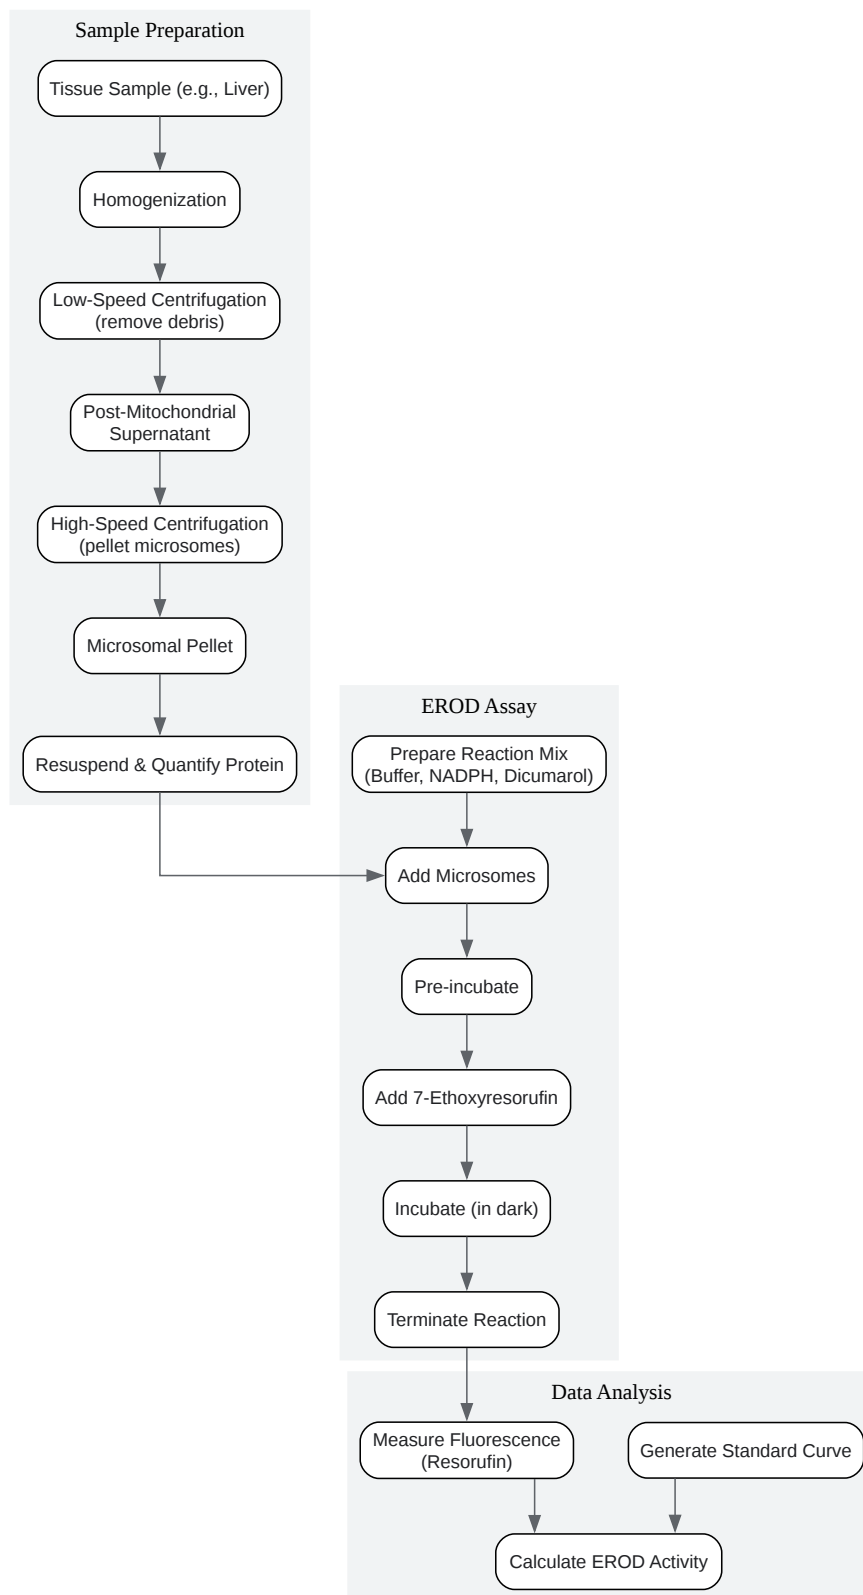 Sample Preparation
Tissue Sample (e.g., Liver)
Homogenization
Low-Speed Centrifugation
(remove debris)
Post-Mitochondrial
Supernatant
High-Speed Centrifugation
(pellet microsomes)
Microsomal Pellet
Resuspend & Quantify Protein
EROD Assay
Prepare Reaction Mix
(Buffer, NADPH, Dicumarol)
Add Microsomes
Pre-incubate
Add 7-Ethoxyresorufin
Incubate (in dark)
Terminate Reaction
Data Analysis
Measure Fluorescence
(Resorufin)
Generate Standard Curve
Calculate EROD Activity